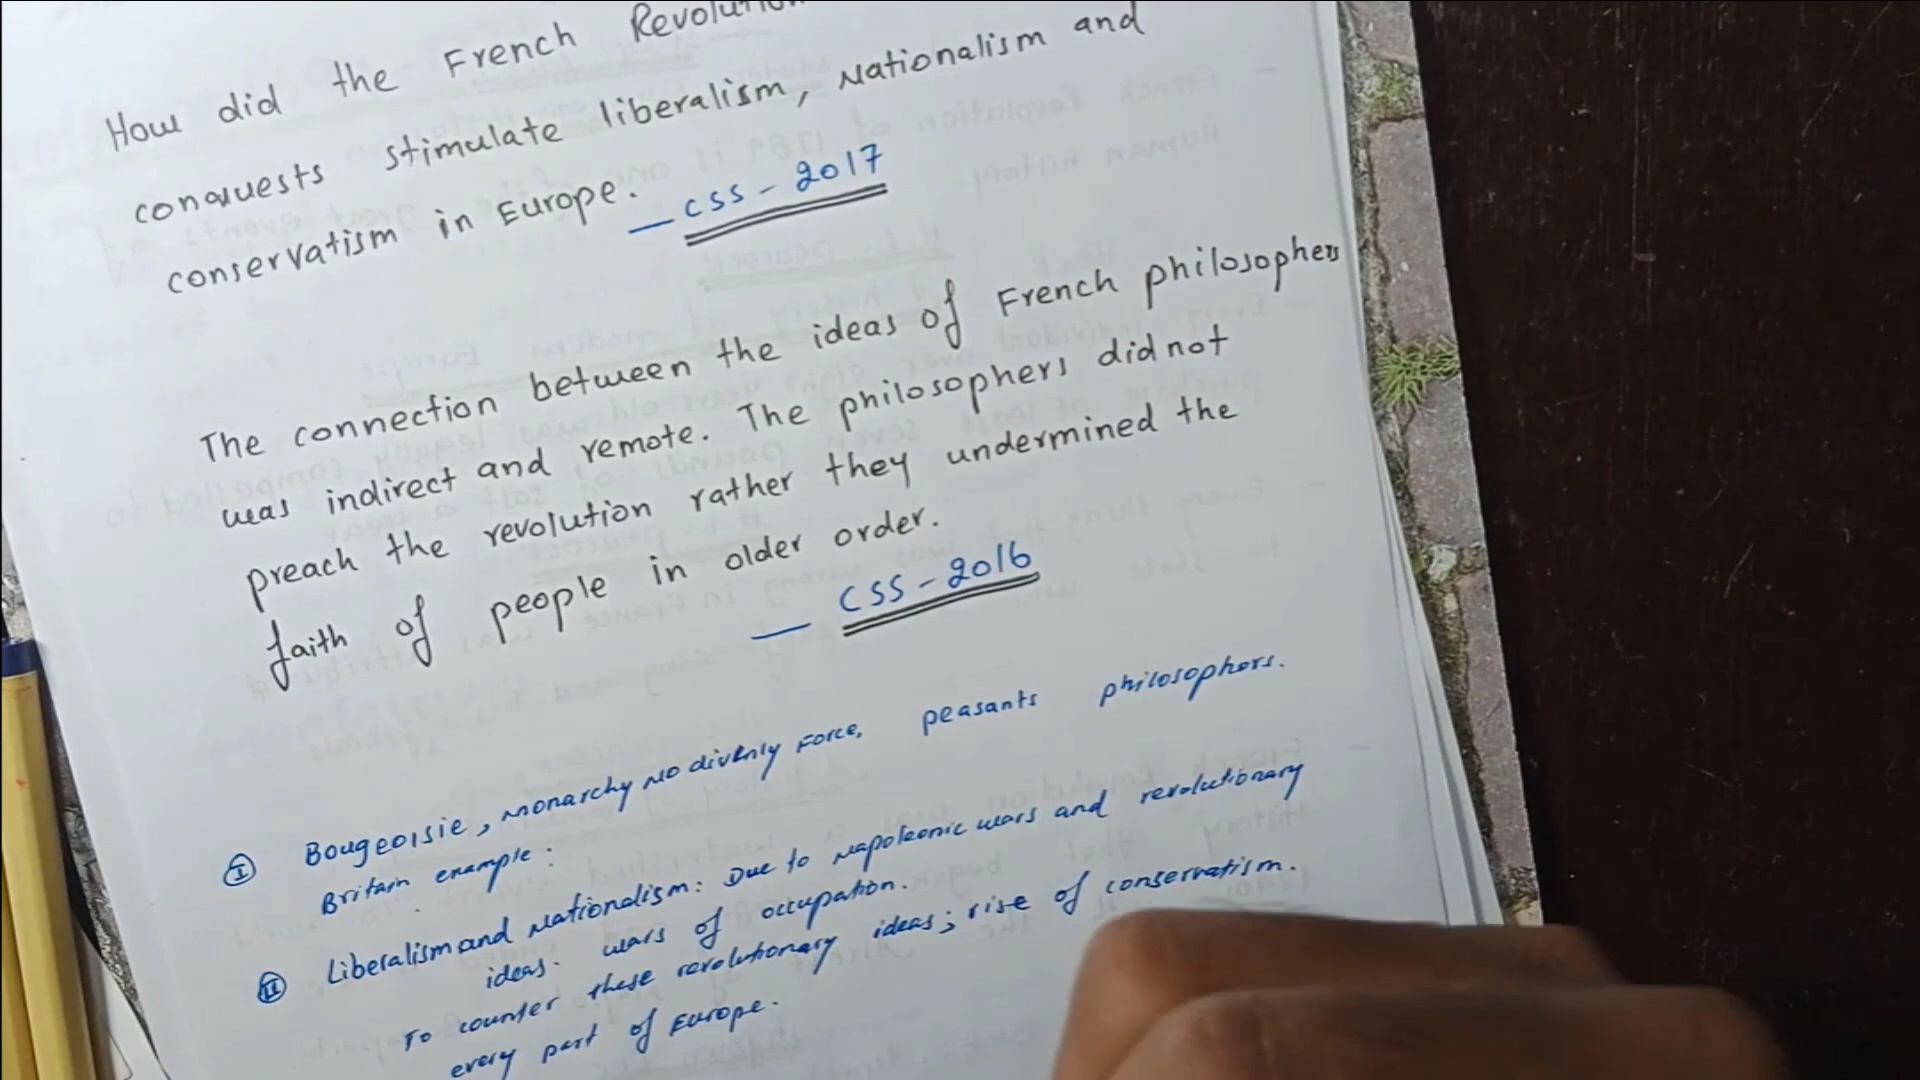 How did the French Revolution
conquests stimulate liberalism, Nationalism and
conservatism in Europe. — CSS - 2017
The connection between the ideas of French philosophers
was indirect and remote. The philosophers did not
preach the revolution rather they undermined the
faith of people in older order.
— CSS - 2016
I Bougeoisie, Monarchy no divinly force, peasants philosophers.
Britain example:
II Liberalism and Nationalism: Due to Napoleonic wars and revolutionary
ideas. wars of occupation.
To counter these revolutionary ideas; rise of conservatism.
every part of Europe.